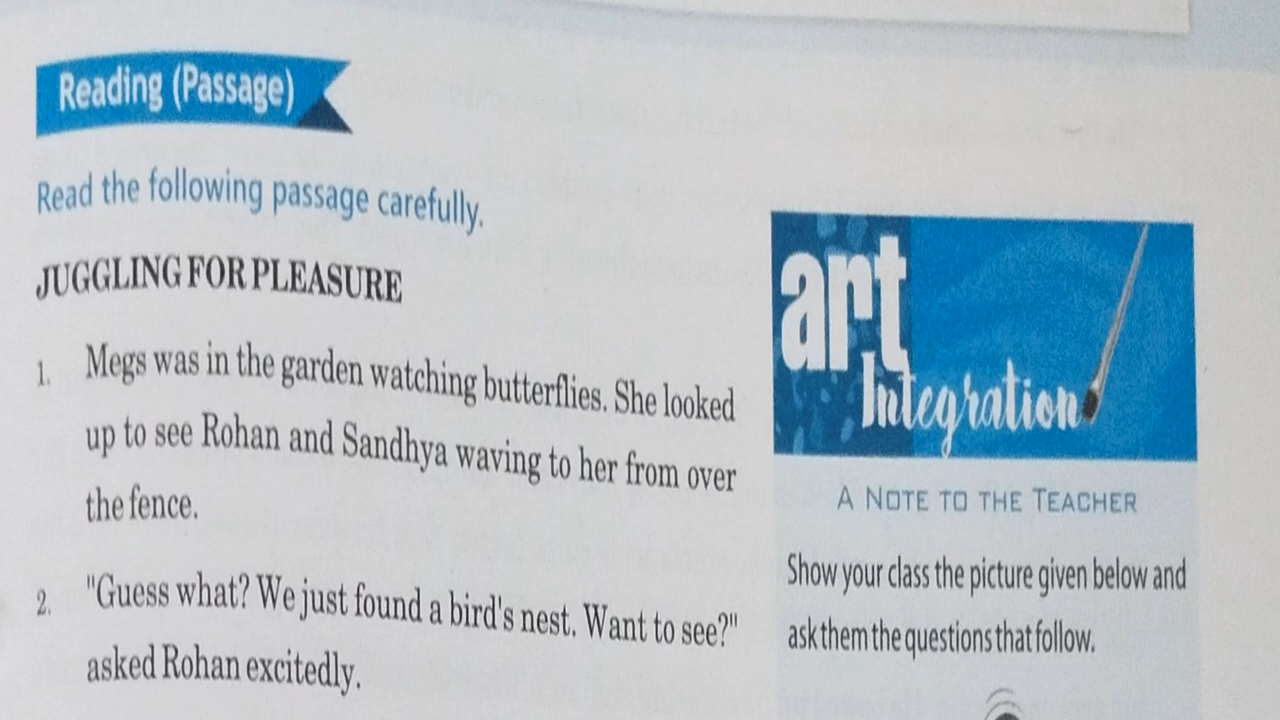 Reading (Passage)
Read the following passage carefully.
JUGGLING FOR PLEASURE
1. Megs was in the garden watching butterflies. She looked
up to see Rohan and Sandhya waving to her from over
the fence.
2. "Guess what? We just found a bird's nest. Want to see?"
asked Rohan excitedly.
art
Integration
A NOTE TO THE TEACHER
Show your class the picture given below and
ask them the questions that follow.